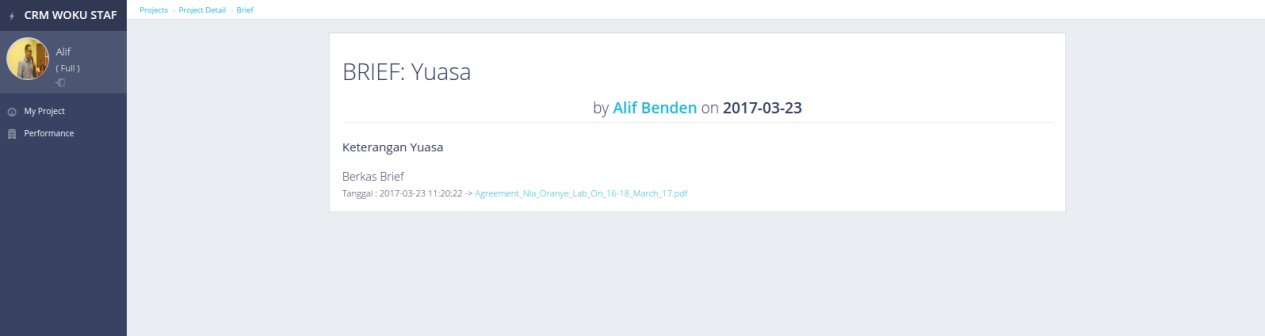 CRM WOKU STAF
Projects › Project Detail › Brief
Alif
( Full )
My Project
Performance
BRIEF: Yuasa
by Alif Benden on 2017-03-23
Keterangan Yuasa
Berkas Brief
Tanggal : 2017-03-23 11:20:22 -> Agreement_Nia_Oranye_Lab_On_16-18_March_17.pdf